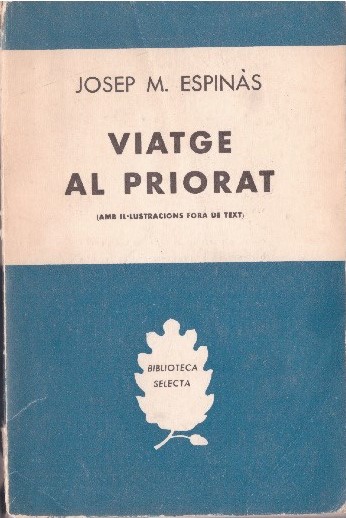 JOSEP M. ESPINÀS
VIATGE
AL PRIORAT
(AMB IL·LUSTRACIONS FORA DE TEXT)
BIBLIOTECA
SELECTA